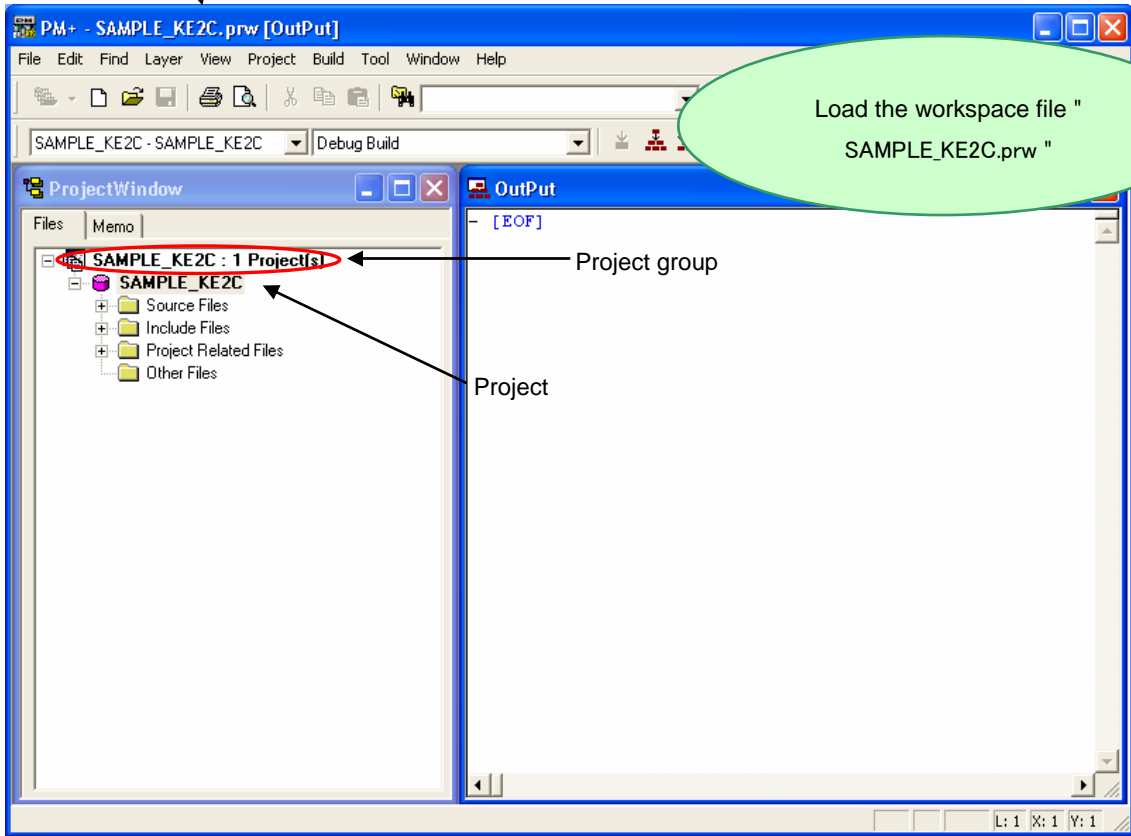 PM+ - SAMPLE_KE2C.prw [OutPut]
File Edit Find Layer View Project Build Tool Window Help
Load the workspace file "
SAMPLE_KE2C.prw "
SAMPLE_KE2C - SAMPLE_KE2C
Debug Build
ProjectWindow
OutPut
Files
Memo
[EOF]
SAMPLE_KE2C : 1 Project(s)
Project group
SAMPLE_KE2C
Source Files
Include Files
Project Related Files
Other Files
Project
L: 1 X: 1 Y: 1